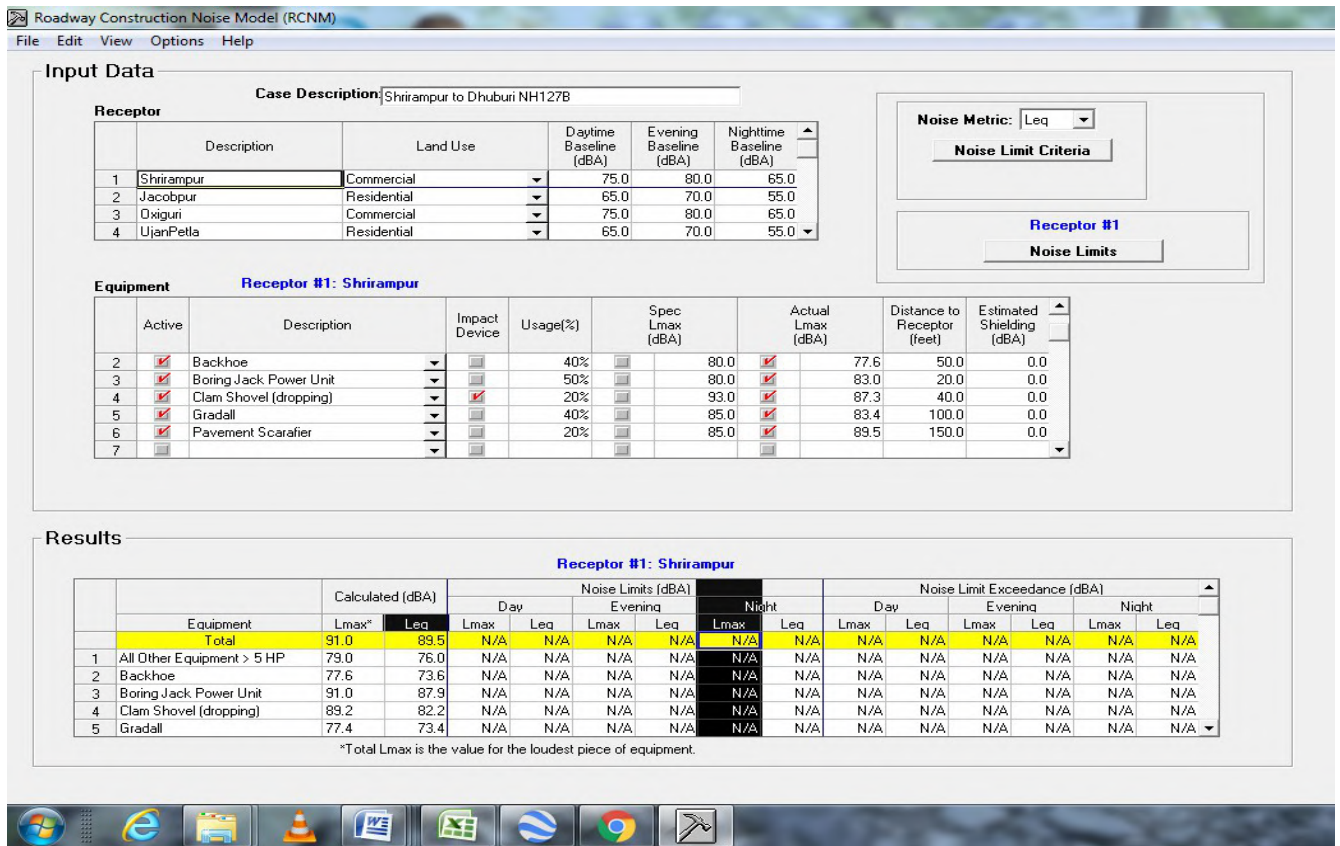 Roadway Construction Noise Model (RCNM)
File Edit View Options Help
Input Data
Case Description: Shrirampur to Dhuburi NH127B
Receptor
Description Land Use Daytime Baseline (dBA) Evening Baseline (dBA) Nighttime Baseline (dBA)
1 Shrirampur Commercial 75.0 80.0 65.0
2 Jacobpur Residential 65.0 70.0 55.0
3 Oxiguri Commercial 75.0 80.0 65.0
4 UjanPetla Residential 65.0 70.0 55.0
Noise Metric: Leq
Noise Limit Criteria
Receptor #1
Noise Limits
Equipment Receptor #1: Shrirampur
Active Description Impact Device Usage(%) Spec Lmax (dBA) Actual Lmax (dBA) Distance to Receptor (feet) Estimated Shielding (dBA)
2 Backhoe 40% 80.0 77.6 50.0 0.0
3 Boring Jack Power Unit 50% 80.0 83.0 20.0 0.0
4 Clam Shovel (dropping) 20% 93.0 87.3 40.0 0.0
5 Gradall 40% 85.0 83.4 100.0 0.0
6 Pavement Scarafier 20% 85.0 89.5 150.0 0.0
7
Results
Receptor #1: Shrirampur
Calculated (dBA) Noise Limits (dBA) Noise Limit Exceedance (dBA)
Day Evening Night Day Evening Night
Equipment Lmax* Leq Lmax Leq Lmax Leq Lmax Leq Lmax Leq Lmax Leq Lmax Leq
Total 91.0 89.5 N/A N/A N/A N/A N/A N/A N/A N/A N/A N/A N/A N/A
1 All Other Equipment > 5 HP 79.0 76.0 N/A N/A N/A N/A N/A N/A N/A N/A N/A N/A N/A N/A
2 Backhoe 77.6 73.6 N/A N/A N/A N/A N/A N/A N/A N/A N/A N/A N/A N/A
3 Boring Jack Power Unit 91.0 87.9 N/A N/A N/A N/A N/A N/A N/A N/A N/A N/A N/A N/A
4 Clam Shovel (dropping) 89.2 82.2 N/A N/A N/A N/A N/A N/A N/A N/A N/A N/A N/A N/A
5 Gradall 77.4 73.4 N/A N/A N/A N/A N/A N/A N/A N/A N/A N/A N/A N/A
*Total Lmax is the value for the loudest piece of equipment.